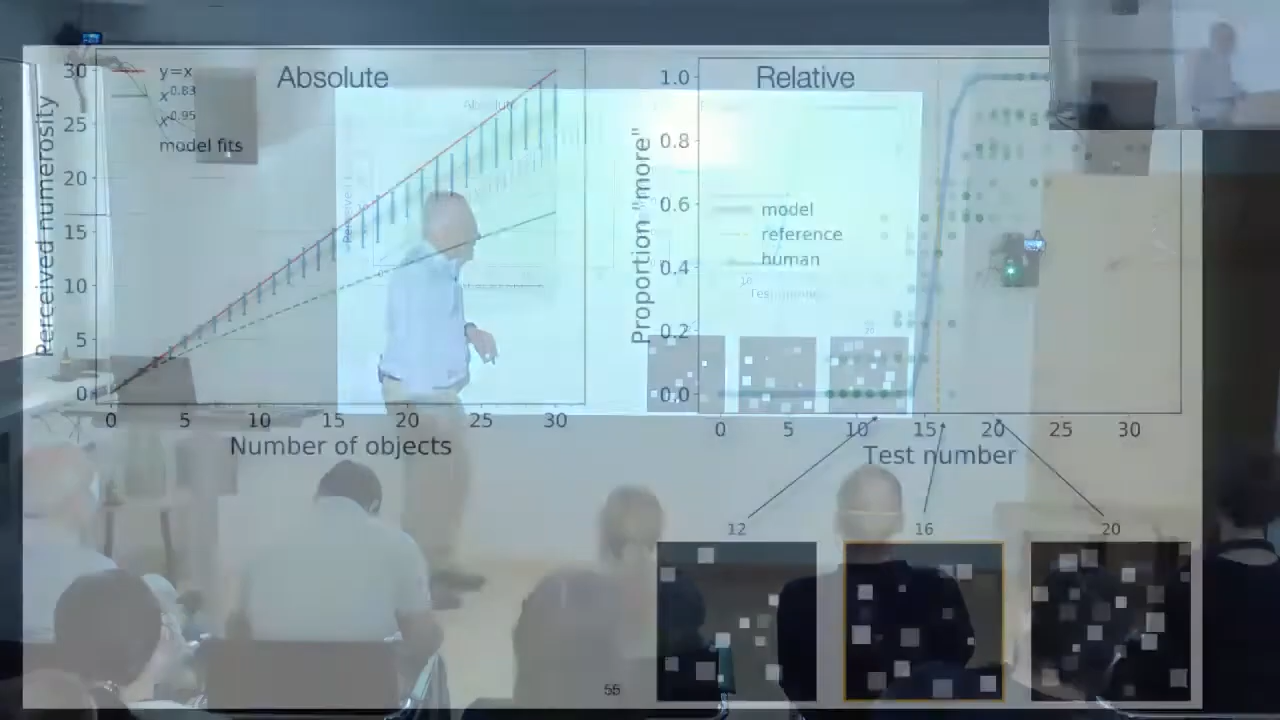 Absolute
Perceived numerosity
30
25
20
15
10
5
0
y=x
x^0.83
x^0.95
model fits
0 5 10 15 20 25 30
Number of objects
Relative
Proportion "more"
1.0
0.8
0.6
0.4
0.2
0.0
model
reference
human
0 5 10 15 20 25 30
Test number
12 16 20
55